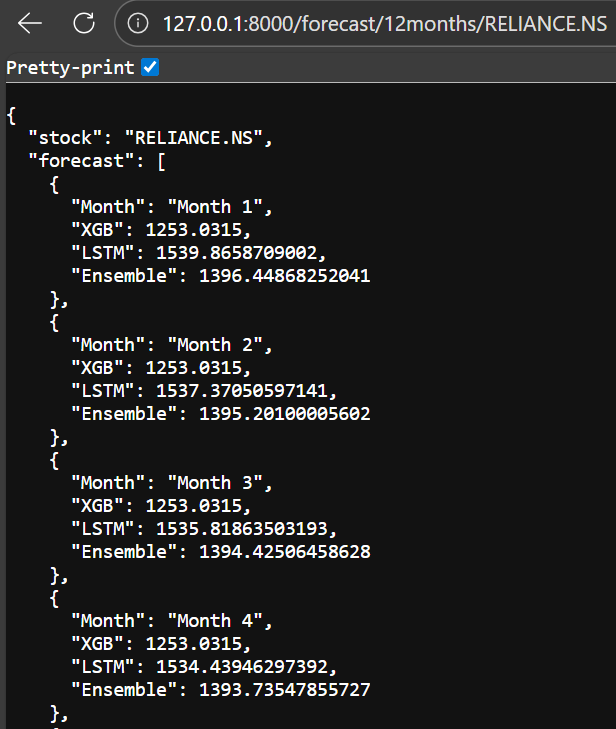 127.0.0.1:8000/forecast/12months/RELIANCE.NS
Pretty-print
{
  "stock": "RELIANCE.NS",
  "forecast": [
    {
      "Month": "Month 1",
      "XGB": 1253.0315,
      "LSTM": 1539.8658709002,
      "Ensemble": 1396.44868252041
    },
    {
      "Month": "Month 2",
      "XGB": 1253.0315,
      "LSTM": 1537.37050597141,
      "Ensemble": 1395.20100005602
    },
    {
      "Month": "Month 3",
      "XGB": 1253.0315,
      "LSTM": 1535.81863503193,
      "Ensemble": 1394.42506458628
    },
    {
      "Month": "Month 4",
      "XGB": 1253.0315,
      "LSTM": 1534.43946297392,
      "Ensemble": 1393.73547855727
    },